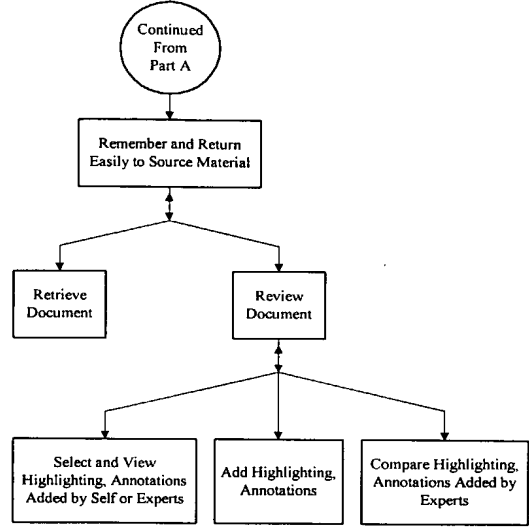 Continued
From
Part A
Remember and Return
Easily to Source Material
Retrieve
Document
Review
Document
Select and View
Highlighting, Annotations
Added by Self or Experts
Add Highlighting,
Annotations
Compare Highlighting,
Annotations Added by
Experts